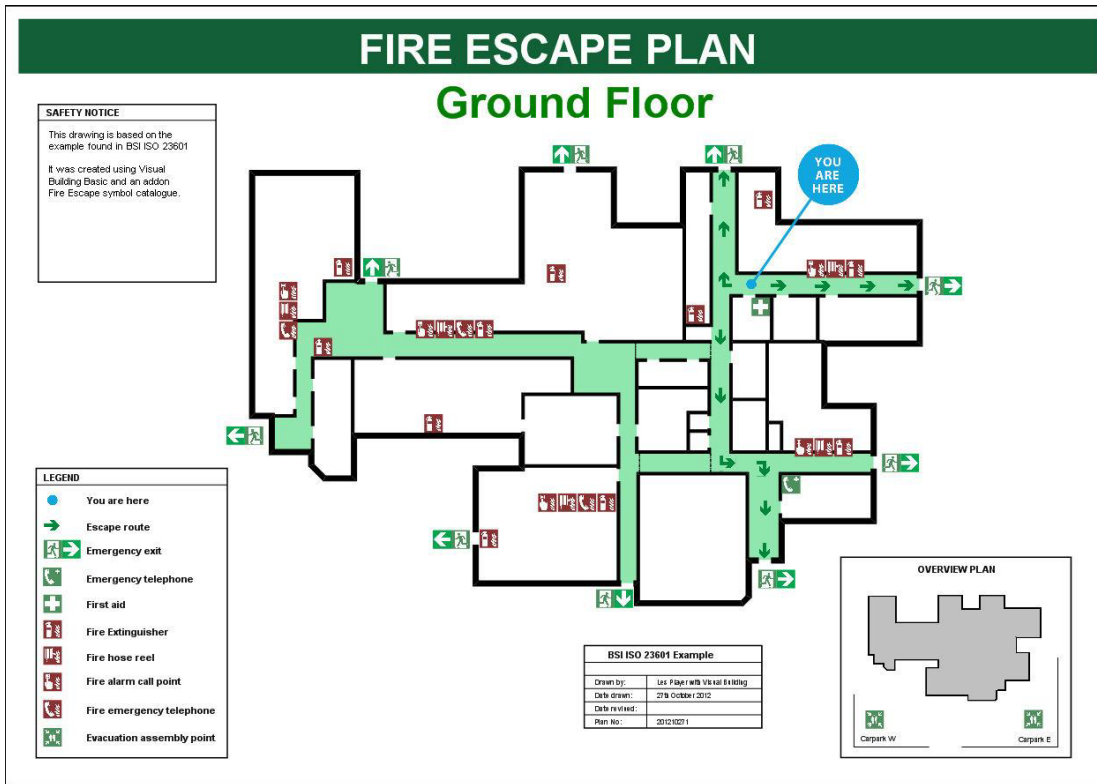 FIRE ESCAPE PLAN
Ground Floor
SAFETY NOTICE
This drawing is based on the
example found in BSI ISO 23601
It was created using Visual
Building Basic and an addon
Fire Escape symbol catalogue.
YOU
ARE
HERE
LEGEND
You are here
Escape route
Emergency exit
Emergency telephone
First aid
Fire Extinguisher
Fire hose reel
Fire alarm call point
Fire emergency telephone
Evacuation assembly point
BSI ISO 23601 Example
Drawn by: Les Player with Visual Building
Date drawn: 27th October 2012
Date revised:
Plan No: 201210271
OVERVIEW PLAN
Carpark W
Carpark E